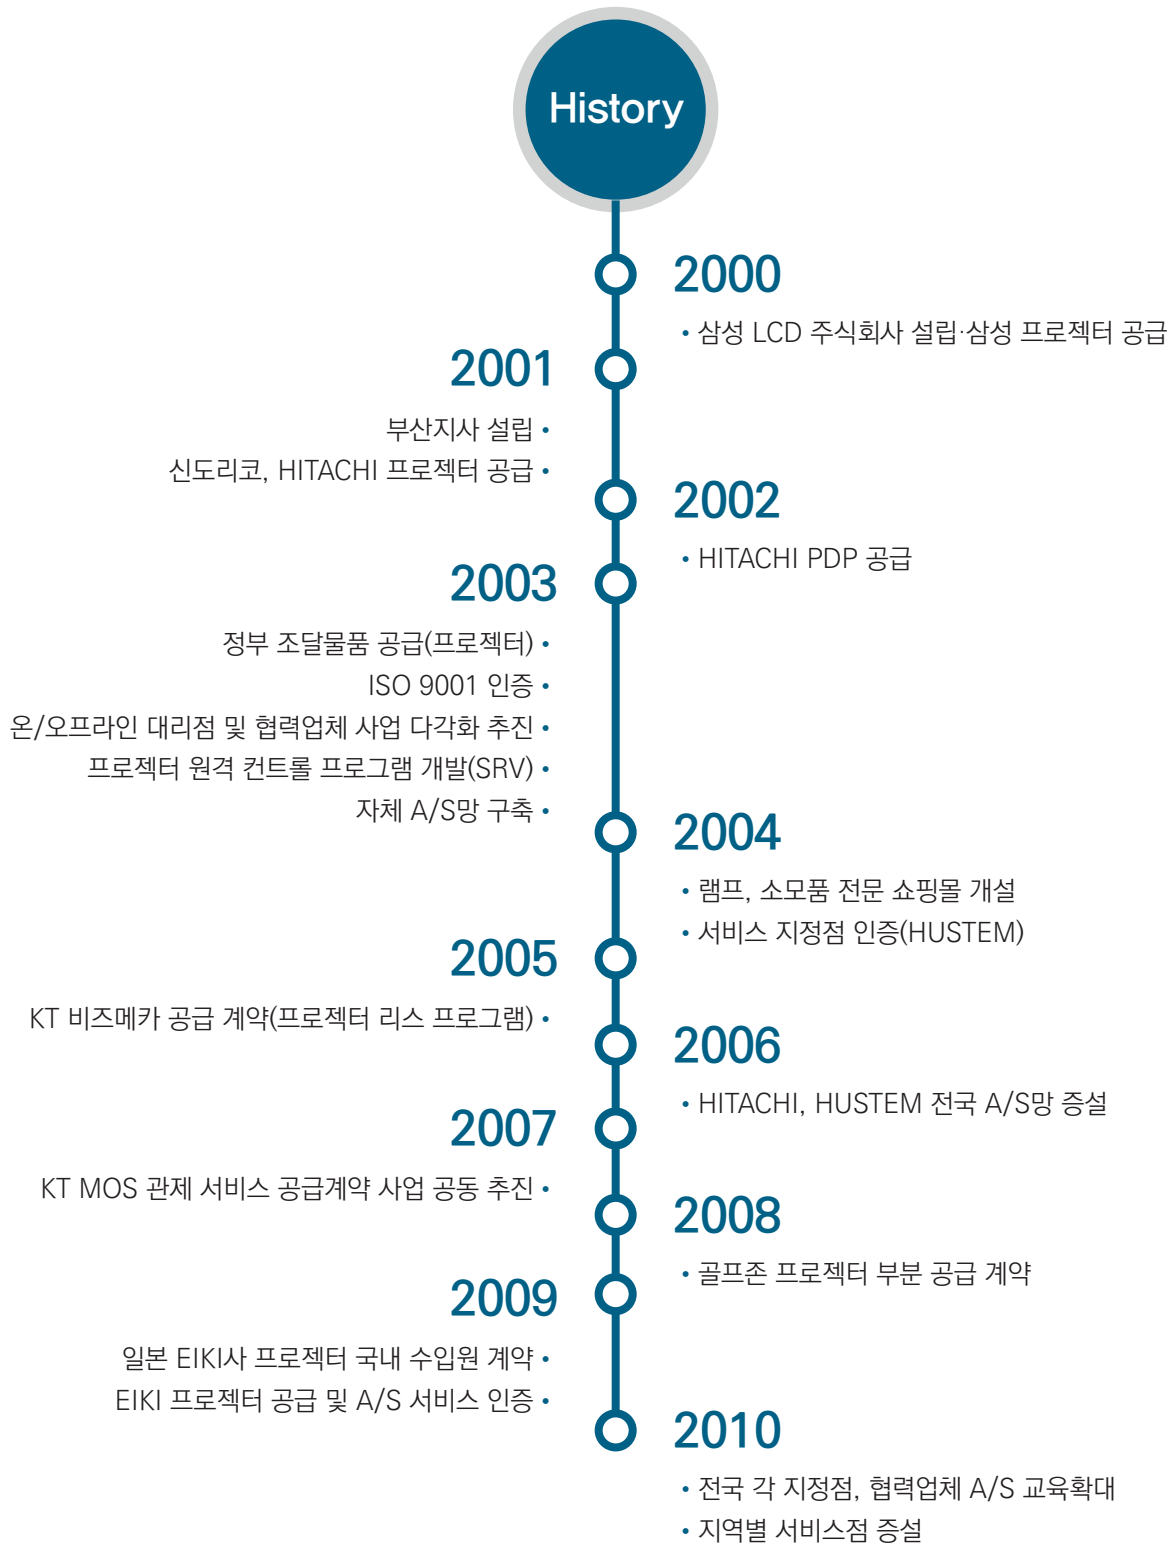 History
2000
• 삼성 LCD 주식회사 설립·삼성 프로젝터 공급
2001
부산지사 설립 •
신도리코, HITACHI 프로젝터 공급 •
2002
• HITACHI PDP 공급
2003
정부 조달물품 공급(프로젝터) •
ISO 9001 인증 •
온/오프라인 대리점 및 협력업체 사업 다각화 추진 •
프로젝터 원격 컨트롤 프로그램 개발(SRV) •
자체 A/S망 구축 •
2004
• 램프, 소모품 전문 쇼핑몰 개설
• 서비스 지정점 인증(HUSTEM)
2005
KT 비즈메카 공급 계약(프로젝터 리스 프로그램) •
2006
• HITACHI, HUSTEM 전국 A/S망 증설
2007
KT MOS 관제 서비스 공급계약 사업 공동 추진 •
2008
• 골프존 프로젝터 부분 공급 계약
2009
일본 EIKI사 프로젝터 국내 수입원 계약 •
EIKI 프로젝터 공급 및 A/S 서비스 인증 •
2010
• 전국 각 지정점, 협력업체 A/S 교육확대
• 지역별 서비스점 증설